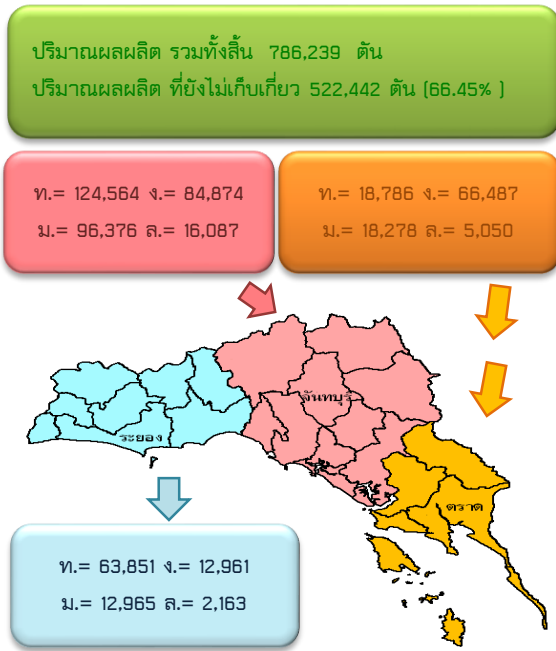 ปริมาณผลผลิต รวมทั้งสิ้น 786,239 ตัน
ปริมาณผลผลิต ที่ยังไม่เก็บเกี่ยว 522,442 ตัน (66.45% )
ท.= 124,564 ง.= 84,874
ม.= 96,376 ล.= 16,087
ท.= 18,786 ง.= 66,487
ม.= 18,278 ล.= 5,050
จันทบุรี
ระยอง
ตราด
ท.= 63,851 ง.= 12,961
ม.= 12,965 ล.= 2,163